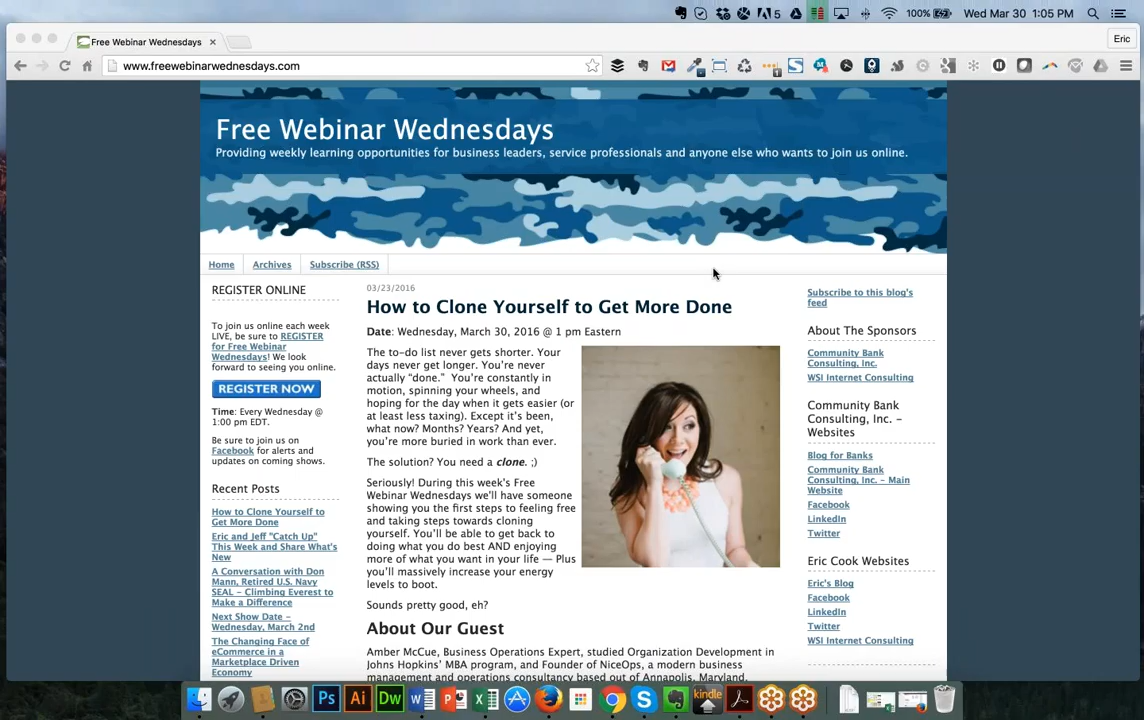 5
100%
Wed Mar 30 1:05 PM
Free Webinar Wednesdays
Eric
www.freewebinarwednesdays.com
Free Webinar Wednesdays
Providing weekly learning opportunities for business leaders, service professionals and anyone else who wants to join us online.
Home
Archives
Subscribe (RSS)
REGISTER ONLINE
To join us online each week
LIVE, be sure to REGISTER
for Free Webinar
Wednesdays! We look
forward to seeing you online.
REGISTER NOW
Time: Every Wednesday @
1:00 pm EDT.
Be sure to join us on
Facebook for alerts and
updates on coming shows.
Recent Posts
How to Clone Yourself to
Get More Done
Eric and Jeff "Catch Up"
This Week and Share What's
New
A Conversation with Don
Mann, Retired U.S. Navy
SEAL - Climbing Everest to
Make a Difference
Next Show Date -
Wednesday, March 2nd
The Changing Face of
eCommerce in a
Marketplace Driven
Economy
03/23/2016
How to Clone Yourself to Get More Done
Date: Wednesday, March 30, 2016 @ 1 pm Eastern
The to-do list never gets shorter. Your
days never get longer. You're never
actually "done." You're constantly in
motion, spinning your wheels, and
hoping for the day when it gets easier (or
at least less taxing). Except it's been,
what now? Months? Years? And yet,
you're more buried in work than ever.
The solution? You need a clone. ;)
Seriously! During this week's Free
Webinar Wednesdays we'll have someone
showing you the first steps to feeling free
and taking steps towards cloning
yourself. You'll be able to get back to
doing what you do best AND enjoying
more of what you want in your life — Plus
you'll massively increase your energy
levels to boot.
Sounds pretty good, eh?
About Our Guest
Amber McCue, Business Operations Expert, studied Organization Development in
Johns Hopkins' MBA program, and Founder of NiceOps, a modern business
management and operations consultancy based out of Annapolis, Maryland.
Subscribe to this blog's
feed
About The Sponsors
Community Bank
Consulting, Inc.
WSI Internet Consulting
Community Bank
Consulting, Inc. -
Websites
Blog for Banks
Community Bank
Consulting, Inc. - Main
Website
Facebook
LinkedIn
Twitter
Eric Cook Websites
Eric's Blog
Facebook
LinkedIn
Twitter
WSI Internet Consulting
Ps
Ai
Dw
kindle